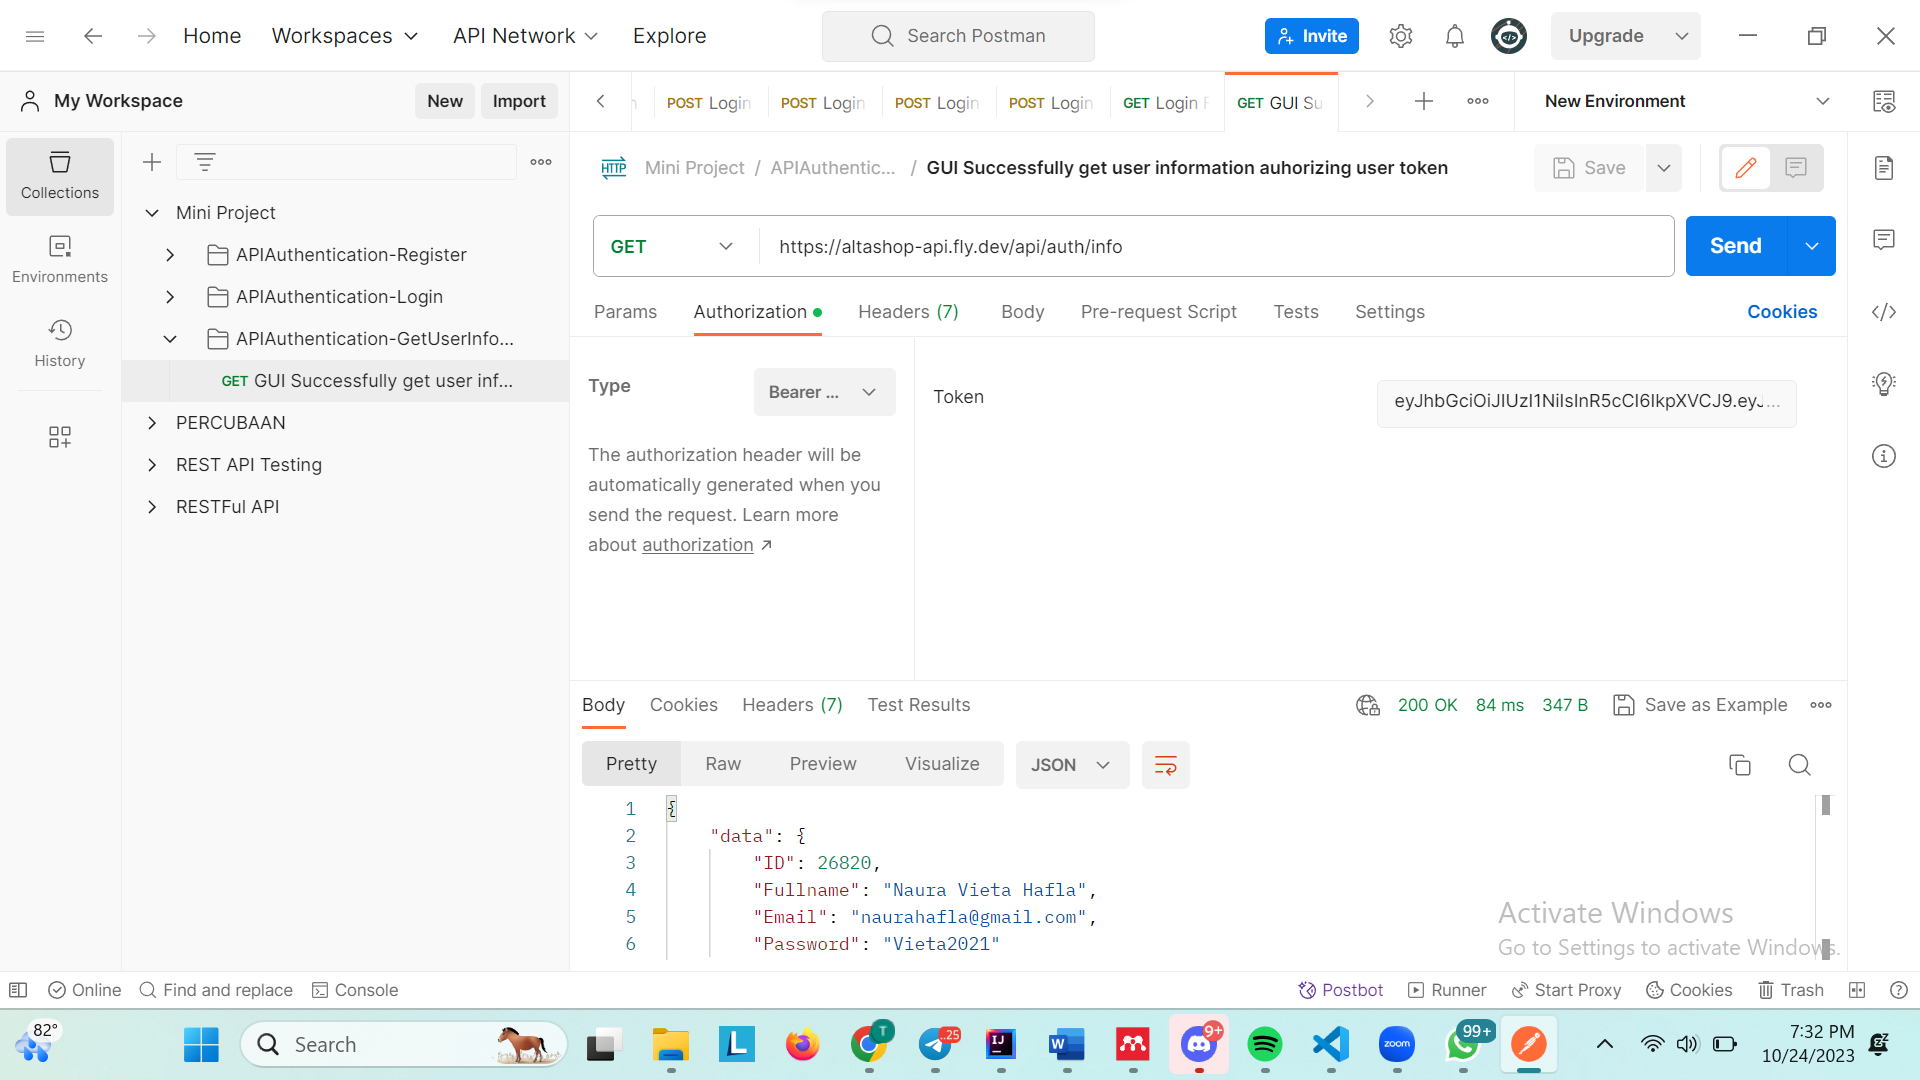 Home
Workspaces
API Network
Explore
Search Postman
Invite
Upgrade
My Workspace
New
Import
POST Login
POST Login
POST Login
POST Login
GET Login
GET GUI Su
New Environment
Collections
Environments
History
Mini Project
APIAuthentication-Register
APIAuthentication-Login
APIAuthentication-GetUserInfo...
GET GUI Successfully get user inf...
PERCUBAAN
REST API Testing
RESTFul API
HTTP
Mini Project / APIAuthentic... / GUI Successfully get user information auhorizing user token
Save
GET
https://altashop-api.fly.dev/api/auth/info
Send
Params
Authorization
Headers (7)
Body
Pre-request Script
Tests
Settings
Cookies
Type
Bearer ...
The authorization header will be
automatically generated when you
send the request. Learn more
about authorization
Token
eyJhbGciOiJIUzI1NiIsInR5cCI6IkpXVCJ9.eyJ...
Body
Cookies
Headers (7)
Test Results
200 OK
84 ms
347 B
Save as Example
Pretty
Raw
Preview
Visualize
JSON
1 {
2 "data": {
3 "ID": 26820,
4 "Fullname": "Naura Vieta Hafla",
5 "Email": "naurahafla@gmail.com",
6 "Password": "Vieta2021"
Activate Windows
Go to Settings to activate Windows.
Online
Find and replace
Console
Postbot
Runner
Start Proxy
Cookies
Trash
82°
Search
L
T
..25
IJ
W
9+
zoom
99+
7:32 PM
10/24/2023